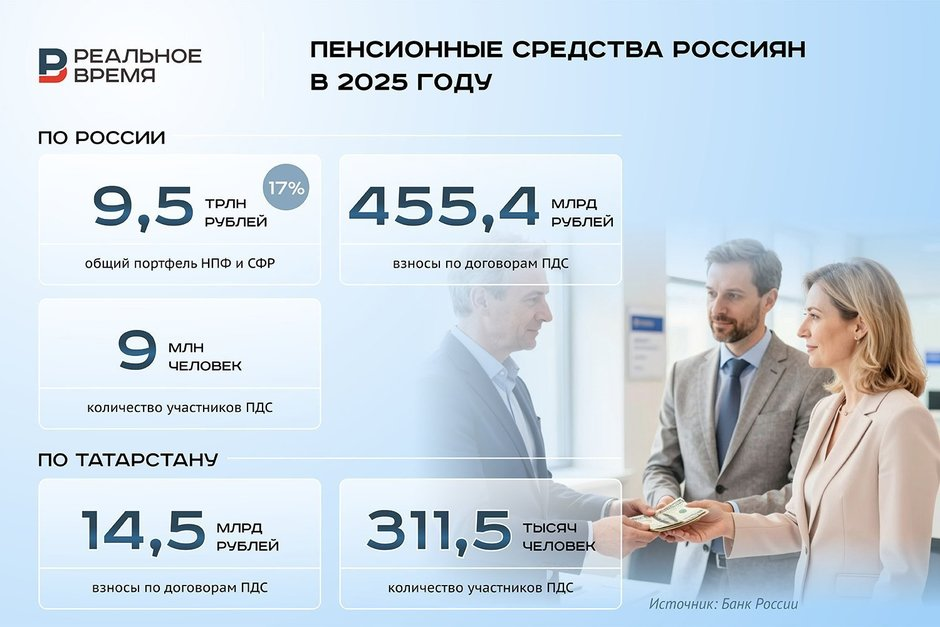 РЕАЛЬНОЕ
ВРЕМЯ
ПЕНСИОННЫЕ СРЕДСТВА РОССИЯН
В 2025 ГОДУ
ПО РОССИИ
9,5 ТРЛН
РУБЛЕЙ
17%
общий портфель НПФ и СФР
455,4 МЛРД
РУБЛЕЙ
взносы по договорам ПДС
9 МЛН
ЧЕЛОВЕК
количество участников ПДС
ПО ТАТАРСТАНУ
14,5 МЛРД
РУБЛЕЙ
взносы по договорам ПДС
311,5 ТЫСЯЧ
ЧЕЛОВЕК
количество участников ПДС
Источник: Банк России